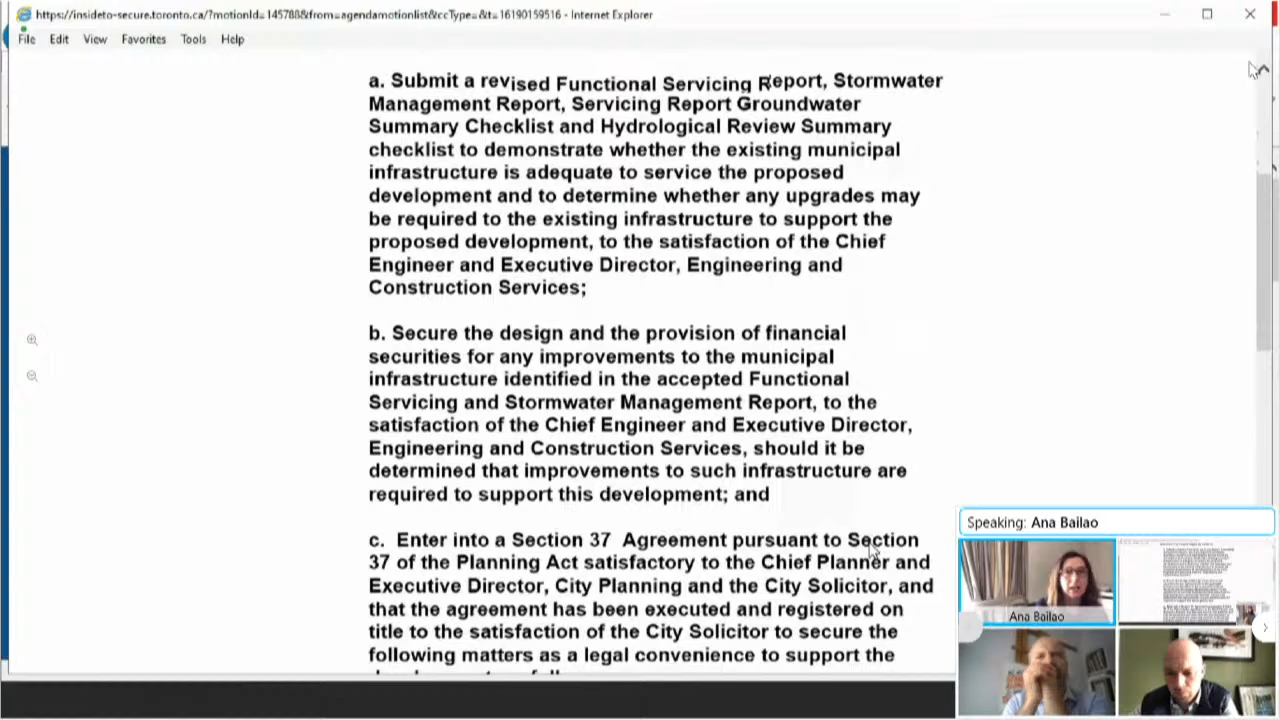 https://insideto-secure.toronto.ca/?motionId=145788&from=agendamotionlist&ccType=&t=16190159516 - Internet Explorer
File Edit View Favorites Tools Help
a. Submit a revised Functional Servicing Report, Stormwater
Management Report, Servicing Report Groundwater
Summary Checklist and Hydrological Review Summary
checklist to demonstrate whether the existing municipal
infrastructure is adequate to service the proposed
development and to determine whether any upgrades may
be required to the existing infrastructure to support the
proposed development, to the satisfaction of the Chief
Engineer and Executive Director, Engineering and
Construction Services;
b. Secure the design and the provision of financial
securities for any improvements to the municipal
infrastructure identified in the accepted Functional
Servicing and Stormwater Management Report, to the
satisfaction of the Chief Engineer and Executive Director,
Engineering and Construction Services, should it be
determined that improvements to such infrastructure are
required to support this development; and
c. Enter into a Section 37 Agreement pursuant to Section
37 of the Planning Act satisfactory to the Chief Planner and
Executive Director, City Planning and the City Solicitor, and
that the agreement has been executed and registered on
title to the satisfaction of the City Solicitor to secure the
following matters as a legal convenience to support the
Speaking: Ana Bailao
Ana Bailao